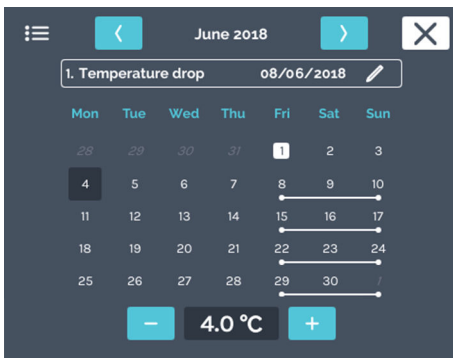 June 2018
1. Temperature drop 08/06/2018
Mon Tue Wed Thu Fri Sat Sun
28 29 30 31 1 2 3
4 5 6 7 8 9 10
11 12 13 14 15 16 17
18 19 20 21 22 23 24
25 26 27 28 29 30 1
− 4.0 °C +